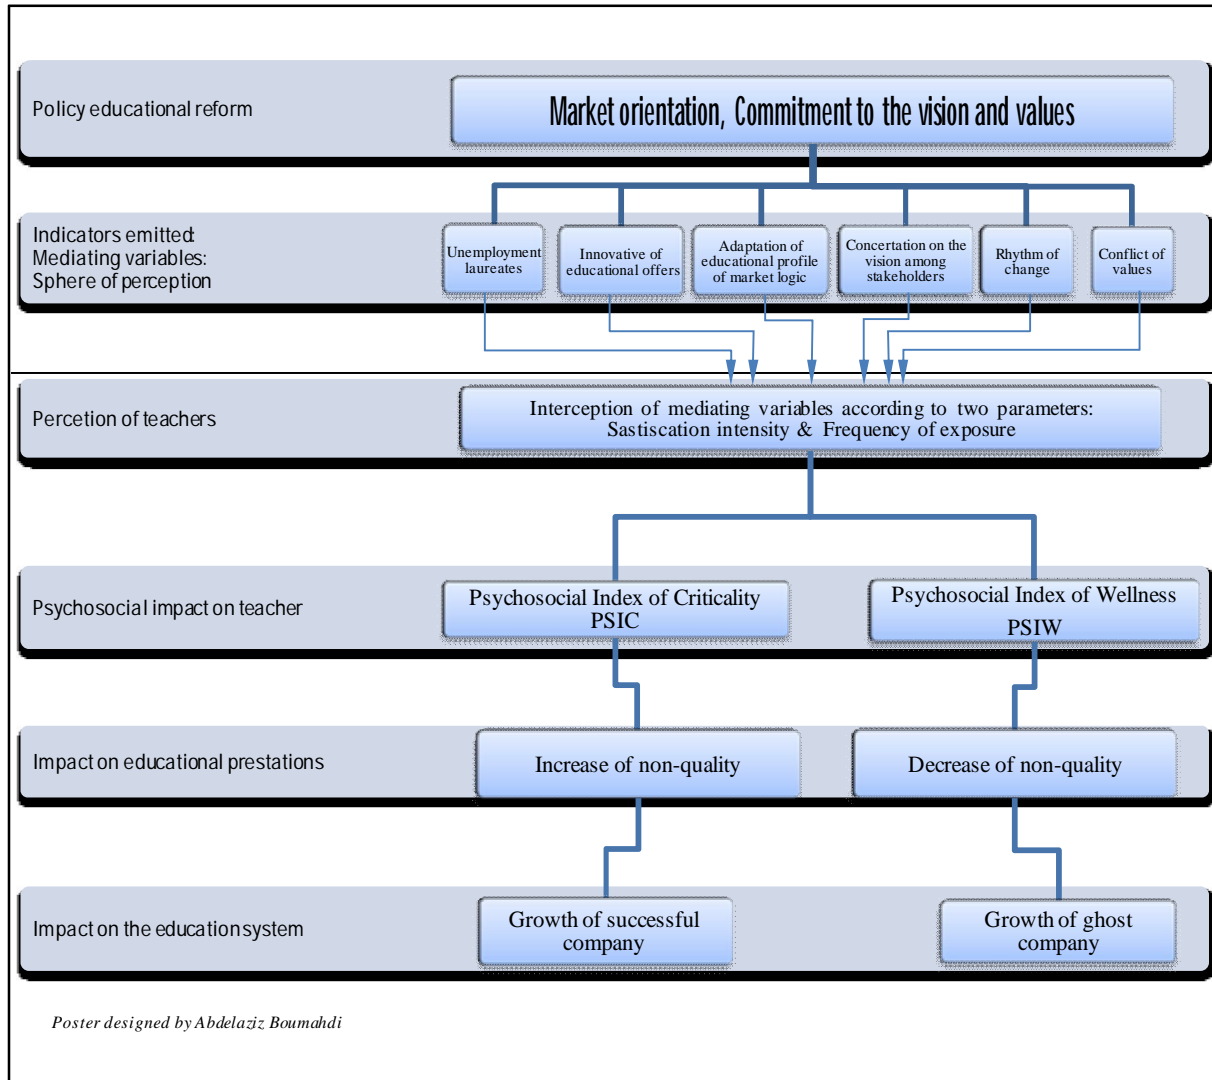 Policy educational reform
Market orientation, Commitment to the vision and values
Indicators emitted:
Mediating variables:
Sphere of perception
Unemployment
laureates
Innovative of
educational offers
Adaptation of
educational profile
of market logic
Concertation on the
vision among
stakeholders
Rhythm of
change
Conflict of
values
Percetion of teachers
Interception of mediating variables according to two parameters:
Sastiscation intensity & Frequency of exposure
Psychosocial impact on teacher
Psychosocial Index of Criticality
PSIC
Psychosocial Index of Wellness
PSIW
Impact on educational prestations
Increase of non-quality
Decrease of non-quality
Impact on the education system
Growth of successful
company
Growth of ghost
company
Poster designed by Abdelaziz Boumahdi